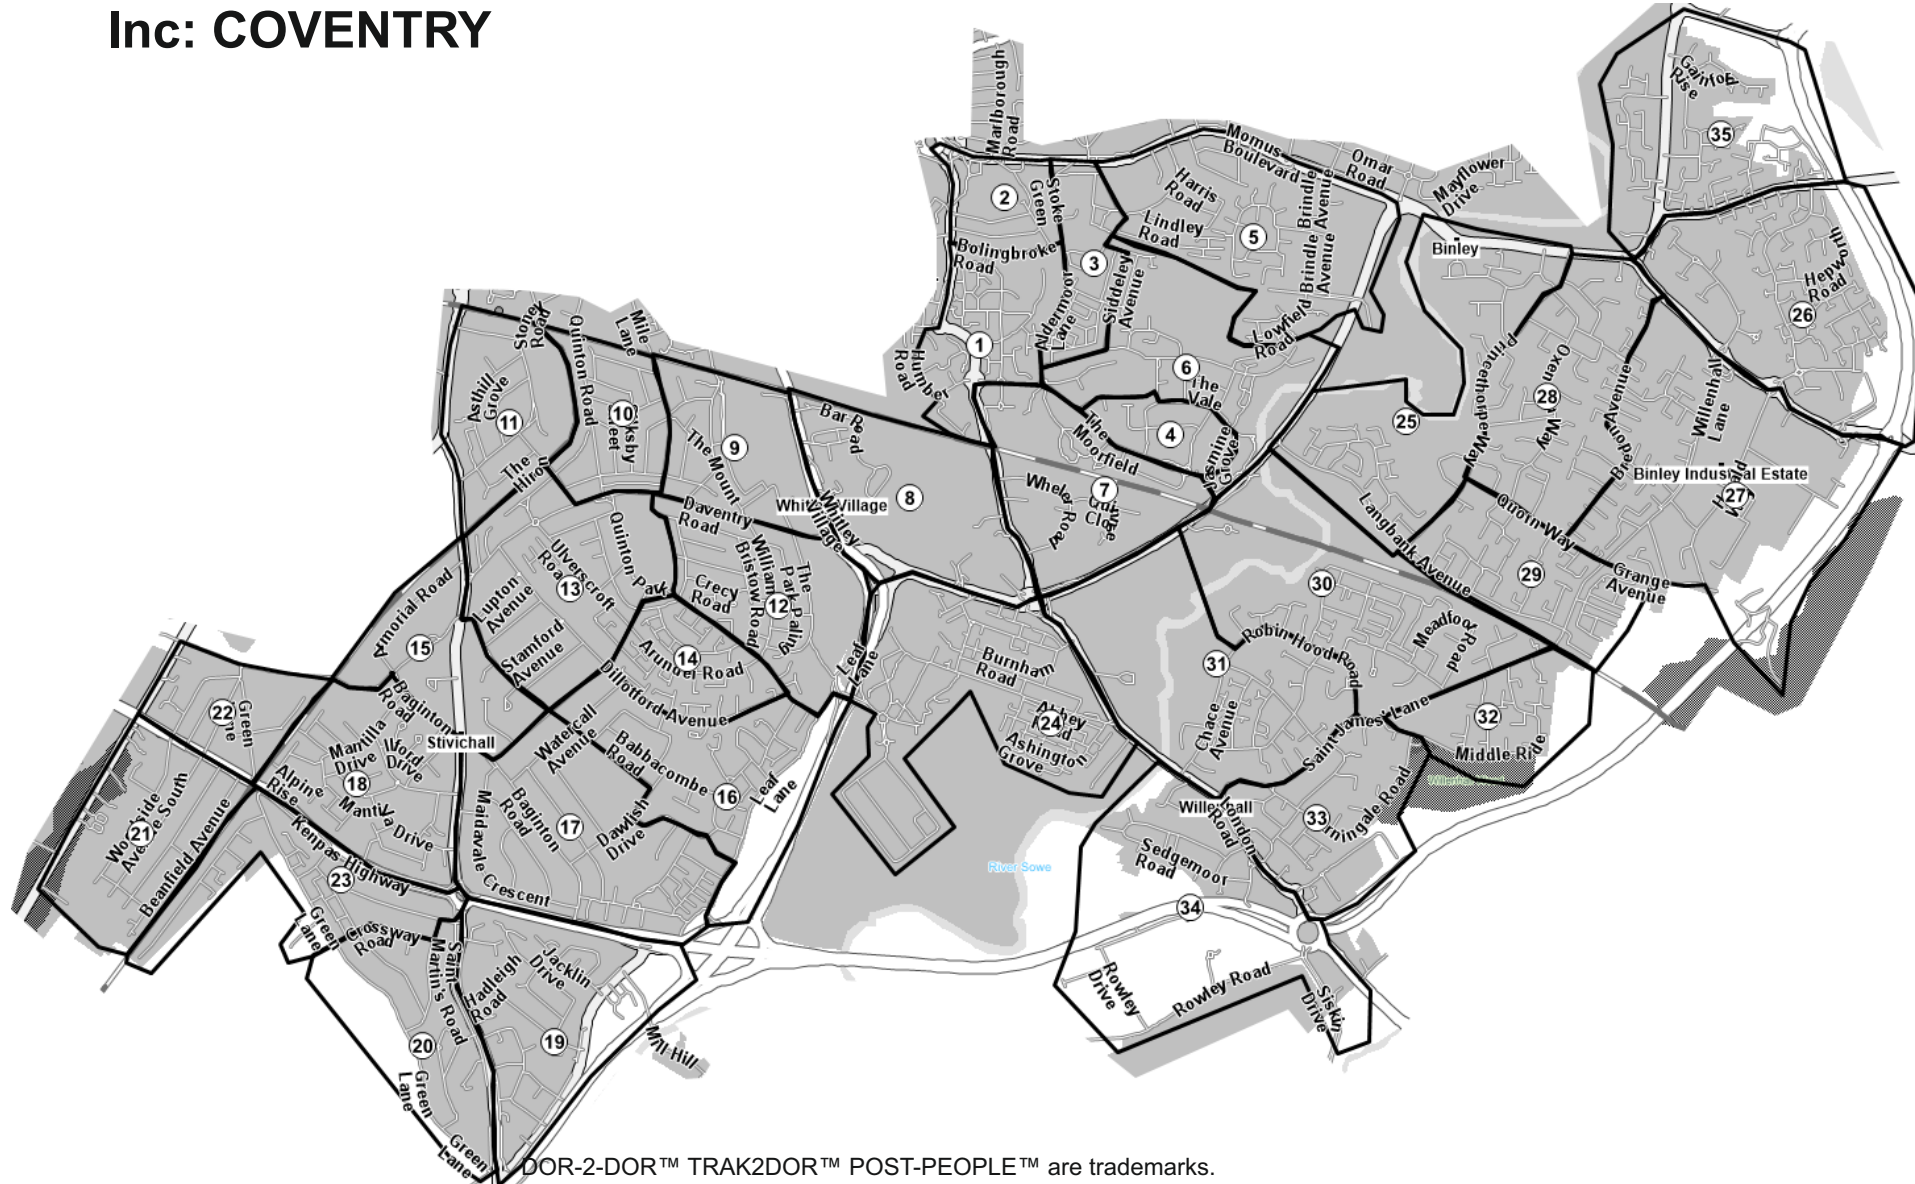 Inc: COVENTRY
Marlborough
Road
Momus
Boulevard
Omar
Road
Mayflower
Drive
Gainford
Rise
35
2
Stoke
Green
Harris
Road
Lindley
Road
Brindle
Avenue
Brindle
Avenue
5
Binley
Bolingbroke
Road
3
Siddeley
Avenue
Aldermoor
Lane
Hepworth
Road
26
1
Humber
Road
Lowfield
Road
6
The
Vale
Stoney
Road
Quinton Road
Mile
Lane
Asthill
Grove
11
10
9
The Mount
Bar Road
The
Moorfield
4
Jasmine
Grove
25
Princethorpe Way
Oxen
Way
28
Bredon
Avenue
Willenhall
Lane
Binley Industrial Estate
27
The
Hiron
Daventry
Road
Whitley Village
Whitley
Village
8
Wheler Road
7
Close
Langbank Avenue
Quorn Way
29
Grange
Avenue
Quinton Park
Ulverscroft
Road
13
Lupton
Avenue
Stamford
Avenue
Crecy
Road
William
Bristow Road
The
Park Paling
12
Armorial Road
15
14
Arundel Road
Dillotford Avenue
Leaf
Lane
Burnham
Road
24
Ashington
Grove
30
Robin Hood Road
31
Meadfoot
Road
Chace
Avenue
Saint James Lane
32
Middle Ride
22
Green
Lane
Baginton
Road
Stivichall
Mantilla
Drive
Drive
18
Mantilla Drive
Alpine
Rise
Watercall
Avenue
Babbacombe
Road
16
Leaf
Lane
Baginton
Road
17
Dawlish
Drive
Maidavale Crescent
21
Avenue South
Beanfield Avenue
Kenpas Highway
23
Willenhall
London
Road
33
Sedgemoor
Road
River Sowe
34
Green
Lane
Crossway
Road
Saint
Martin's Road
Hadleigh
Road
Jacklin
Drive
19
20
Green
Lane
Green
Lane
Mill Hill
Rowley
Drive
Rowley Road
Siskin
Drive
DOR-2-DOR™ TRAK2DOR™ POST-PEOPLE™ are trademarks.